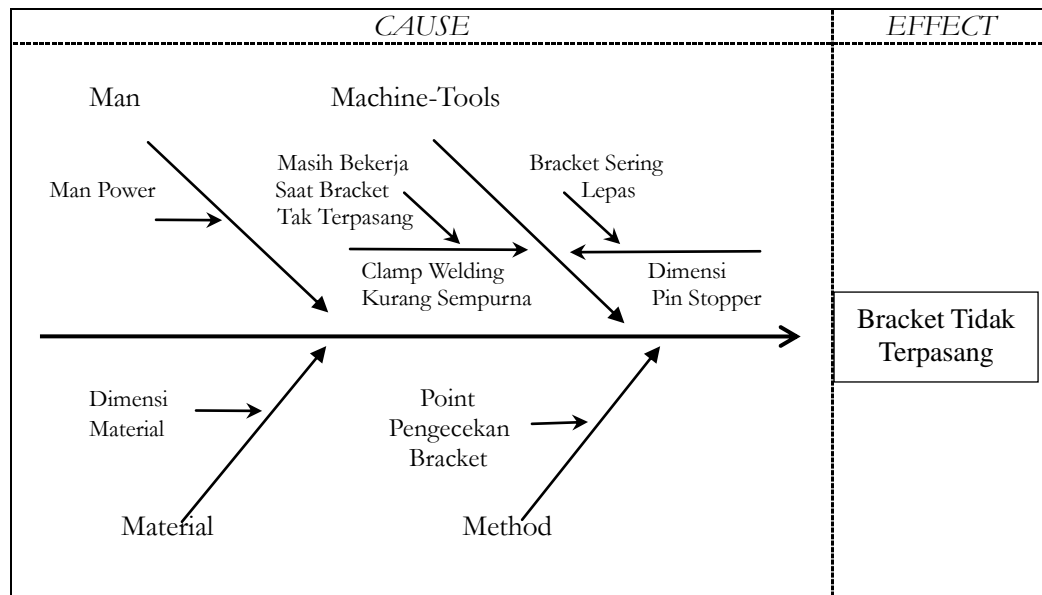 CAUSE
EFFECT
Man
Machine-Tools
Man Power
Masih Bekerja
Saat Bracket
Tak Terpasang
Bracket Sering
Lepas
Clamp Welding
Kurang Sempurna
Dimensi
Pin Stopper
Bracket Tidak
Terpasang
Dimensi
Material
Point
Pengecekan
Bracket
Material
Method